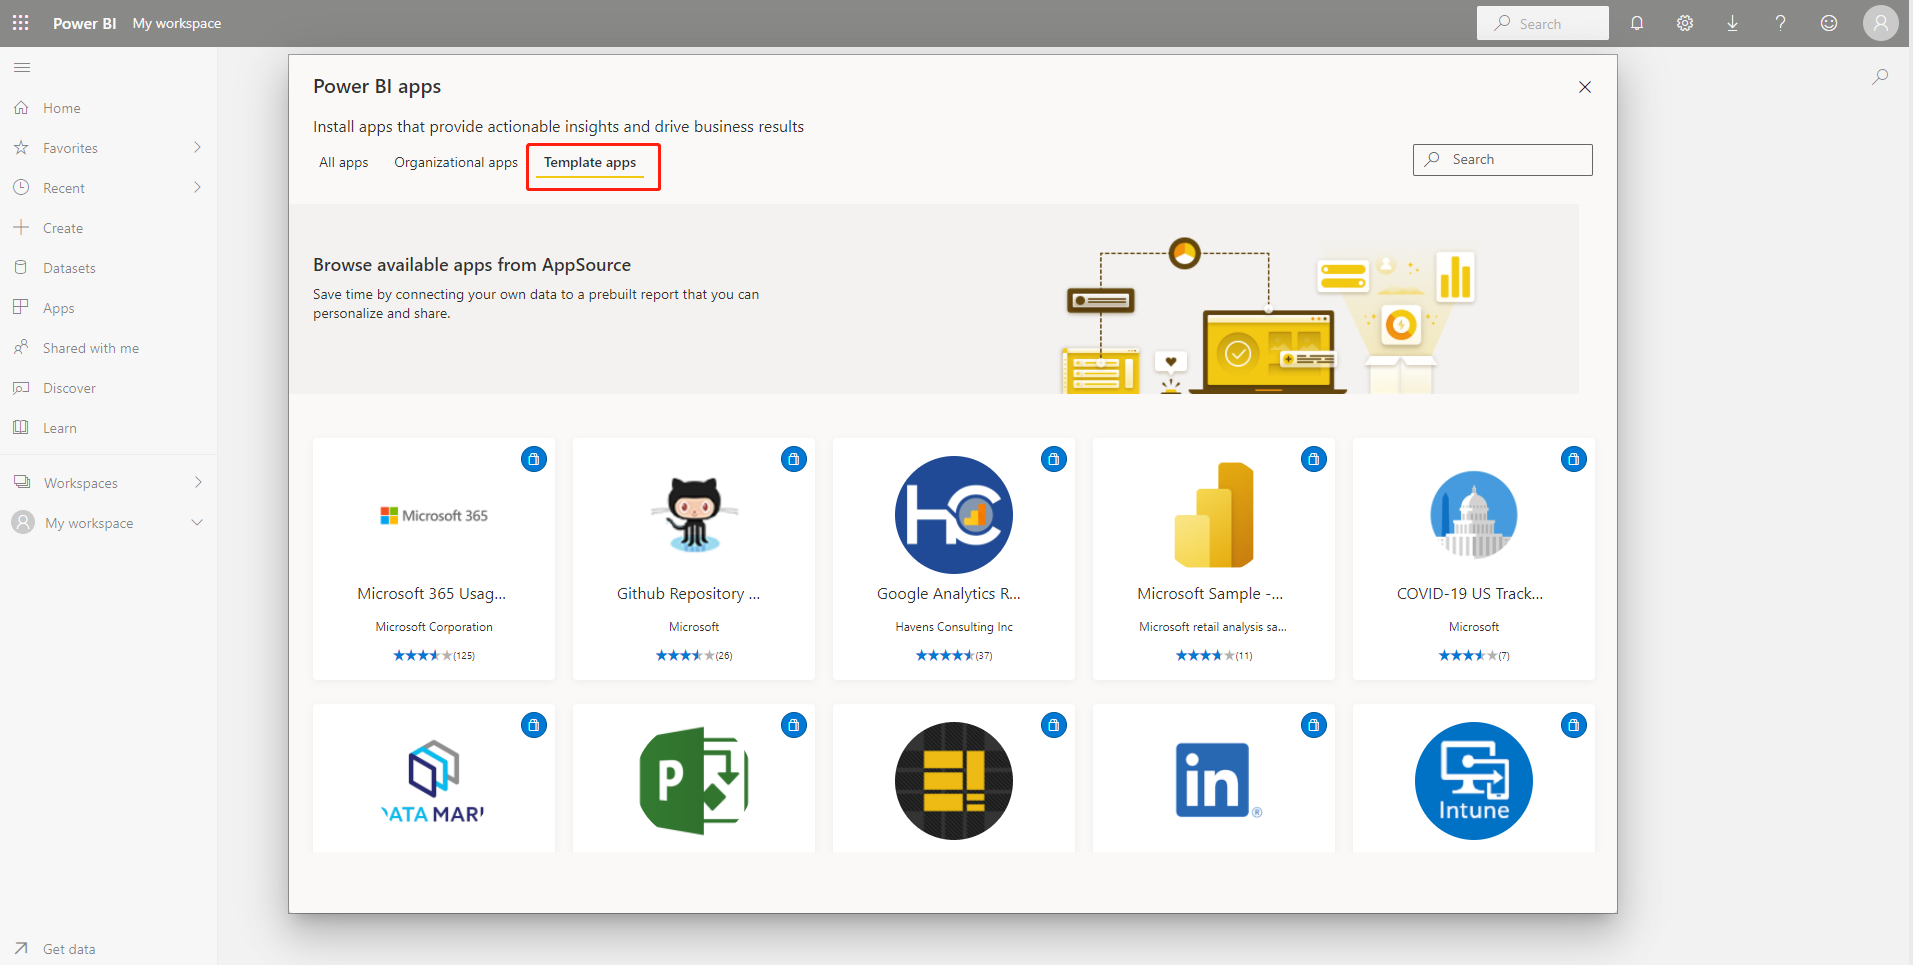 Power BI My workspace
Search
Home
Favorites
Recent
Create
Datasets
Apps
Shared with me
Discover
Learn
Workspaces
My workspace
Get data
Power BI apps
Install apps that provide actionable insights and drive business results
All apps Organizational apps Template apps
Search
Browse available apps from AppSource
Save time by connecting your own data to a prebuilt report that you can
personalize and share.
Microsoft 365
HC
Microsoft 365 Usag...
Github Repository ...
Google Analytics R...
Microsoft Sample -...
COVID-19 US Track...
Microsoft Corporation
Microsoft
Havens Consulting Inc
Microsoft retail analysis sa...
Microsoft
(125)
(26)
(37)
(11)
(7)
ATA MAR
P
in
®
Intune